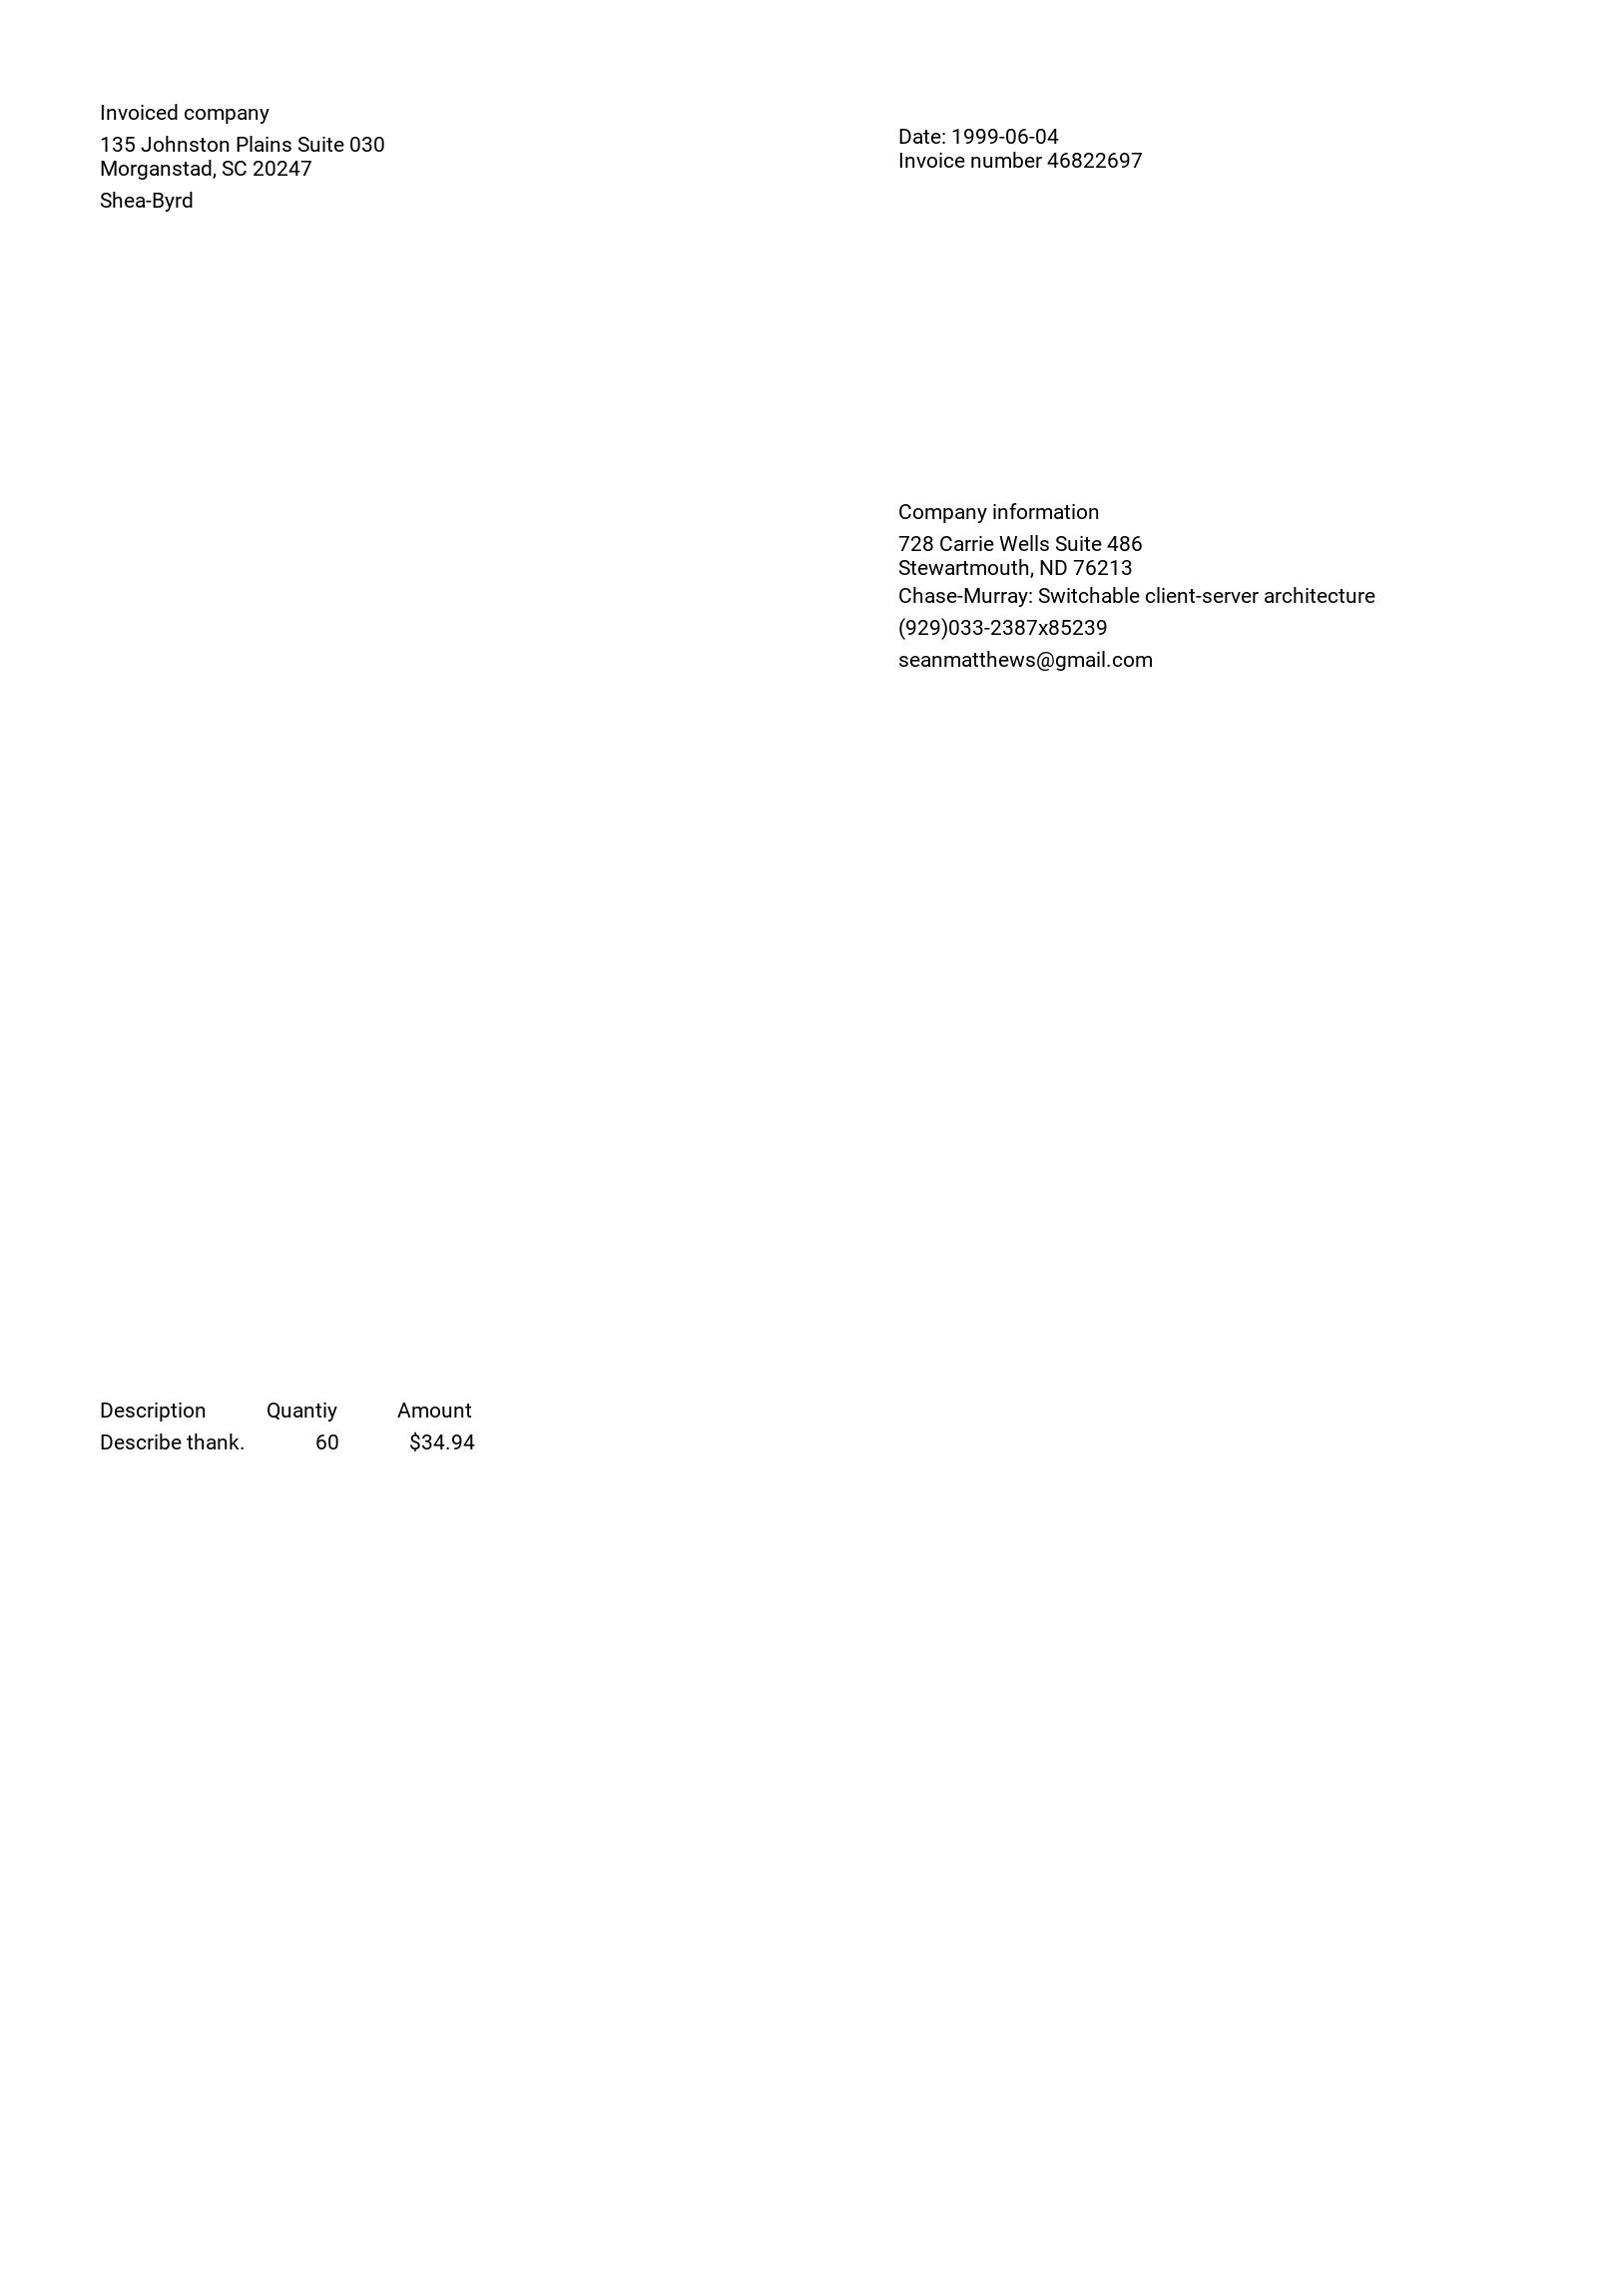 Invoiced company
135 Johnston Plains Suite 030
Morganstad, SC 20247
Shea-Byrd
Date: 1999-06-04
Invoice number 46822697
Company information
728 Carrie Wells Suite 486
Stewartmouth, ND 76213
Chase-Murray: Switchable client-server architecture
(929)033-2387x85239
seanmatthews@gmail.com
Description Quantiy Amount
Describe thank. 60 $34.94